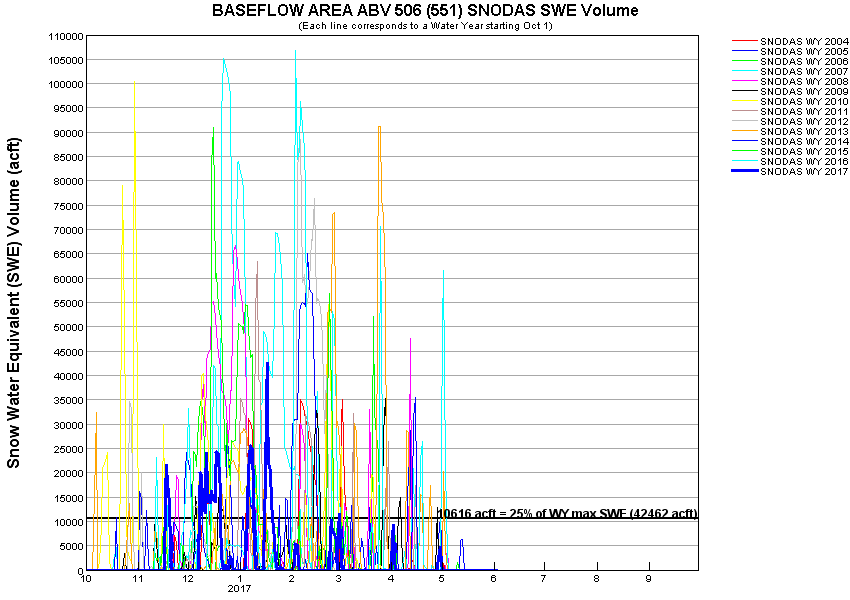 BASEFLOW AREA ABV 506 (551) SNODAS SWE Volume
(Each line corresponds to a Water Year starting Oct 1)
Snow Water Equivalent (SWE) Volume (acft)
110000
105000
100000
95000
90000
85000
80000
75000
70000
65000
60000
55000
50000
45000
40000
35000
30000
25000
20000
15000
10000
5000
0
SNODAS WY 2004
SNODAS WY 2005
SNODAS WY 2006
SNODAS WY 2007
SNODAS WY 2008
SNODAS WY 2009
SNODAS WY 2010
SNODAS WY 2011
SNODAS WY 2012
SNODAS WY 2013
SNODAS WY 2014
SNODAS WY 2015
SNODAS WY 2016
SNODAS WY 2017
10616 acft = 25% of WY max SWE (42462 acft)
10 11 12 1 2 3 4 5 6 7 8 9
2017